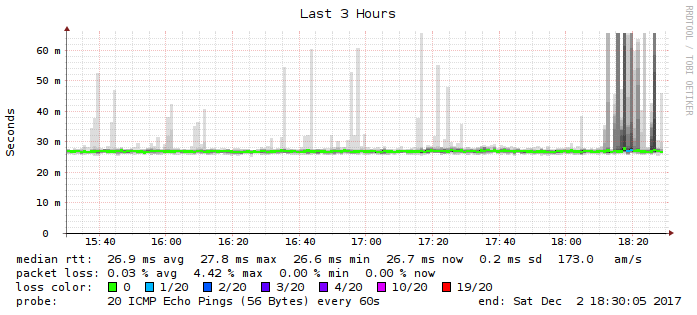 Last 3 Hours
RRDTOOL / TOBI OETIKER
Seconds
60 m
50 m
40 m
30 m
20 m
10 m
0
15:40 16:00 16:20 16:40 17:00 17:20 17:40 18:00 18:20
median rtt: 26.9 ms avg 27.8 ms max 26.6 ms min 26.7 ms now 0.2 ms sd 173.0 am/s
packet loss: 0.03 % avg 4.42 % max 0.00 % min 0.00 % now
loss color: 0 1/20 2/20 3/20 4/20 10/20 19/20
probe: 20 ICMP Echo Pings (56 Bytes) every 60s end: Sat Dec 2 18:30:05 2017